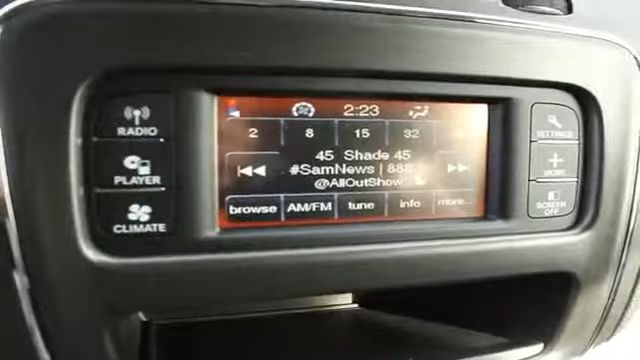 2:23
2 8 15 32
45 Shade 45
#SamNews | 888
@AllOutShow
browse AM/FM tune info more...
RADIO
PLAYER
CLIMATE
SETTINGS
MORE
SCREEN
OFF